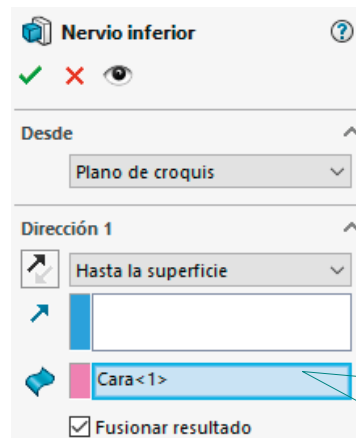 Nervio inferior
Desde
Plano de croquis
Dirección 1
Hasta la superficie
Cara<1>
Fusionar resultado